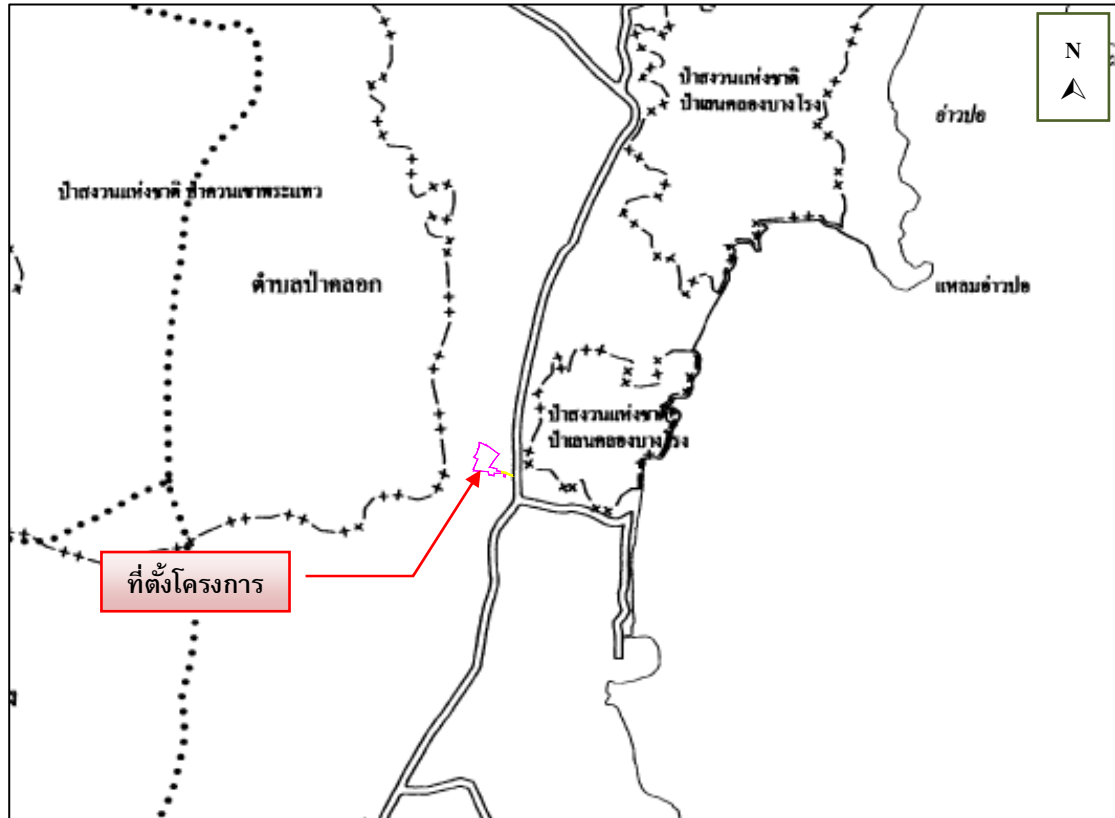 N
ป่าสงวนแห่งชาติ
ป่าเลนคลองบางโรง
อ่าวปอ
ป่าสงวนแห่งชาติ ป่าควนเขาพระแทว
ตำบลป่าคลอก
แหลมอ่าวปอ
ป่าสงวนแห่งชาติ
ป่าเลนคลองบางโรง
ที่ตั้งโครงการ